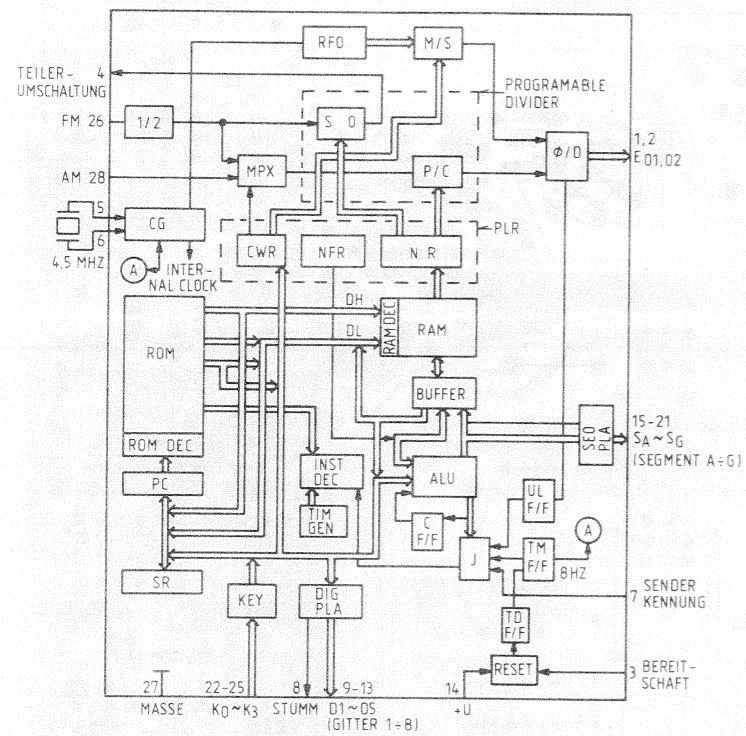 RFO
M/S
TEILER-
UMSCHALTUNG
4
PROGRAMABLE
DIVIDER
FM 26
1/2
S O
1,2
E01,02
Φ/D
AM 28
MPX
P/C
5
CG
6
4,5 MHZ
PLR
CWR
NFR
N R
A
INTER-
NAL CLOCK
DH
DL
ROM
RAM DEC
RAM
BUFFER
15-21
SA~SG
(SEGMENT A÷G)
SEO
PLA
ROM DEC
PC
INST
DEC
ALU
TIM
GEN
UL
F/F
C
F/F
A
J
TM
F/F
8HZ
SR
KEY
DIG
PLA
7 SENDER
KENNUNG
TD
F/F
RESET
3 BEREIT-
SCHAFT
27
MASSE
22-25
K0~K3
8
STUMM
9-13
D1~D5
(GITTER 1÷8)
14
+U